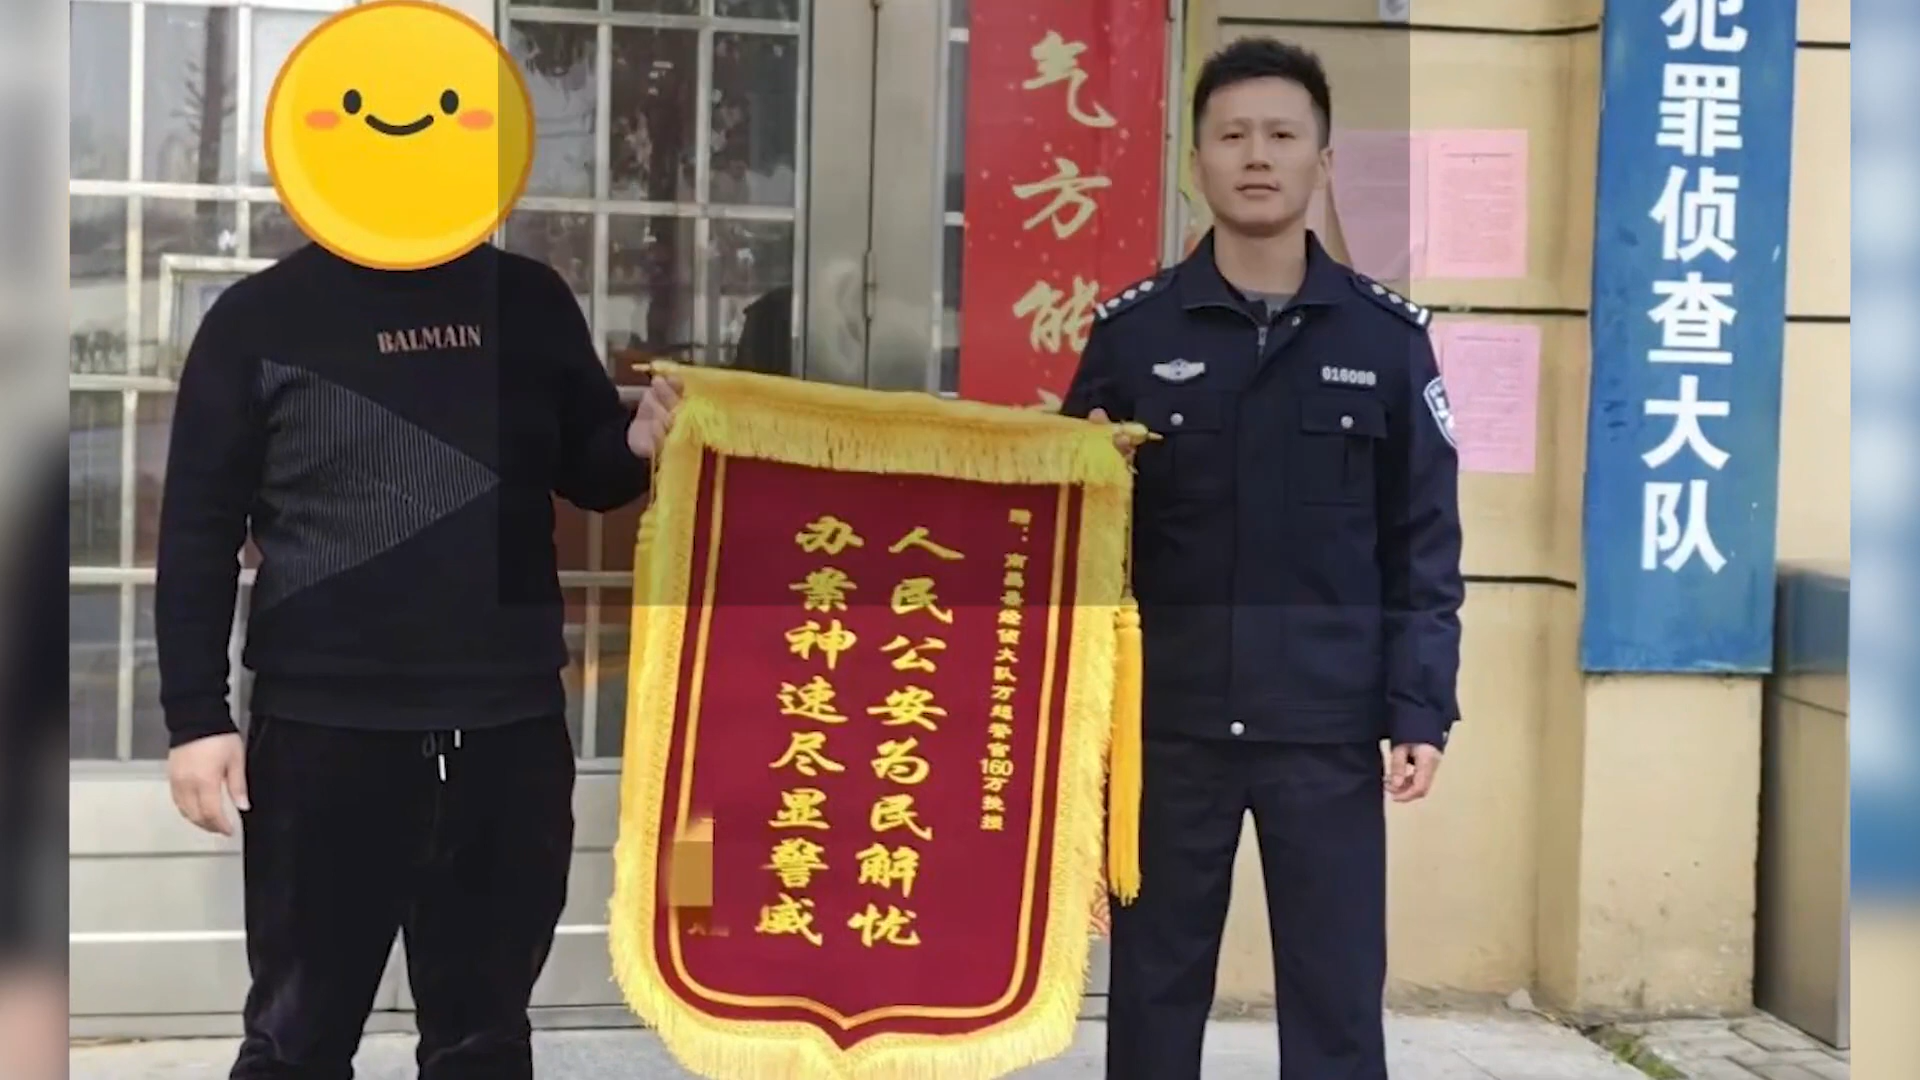 气方能
犯罪侦查大队
BALMAIN
016098
赠：南昌县经侦大队万超警官160万挽损
人民公安为民解忧
办案神速尽显警威